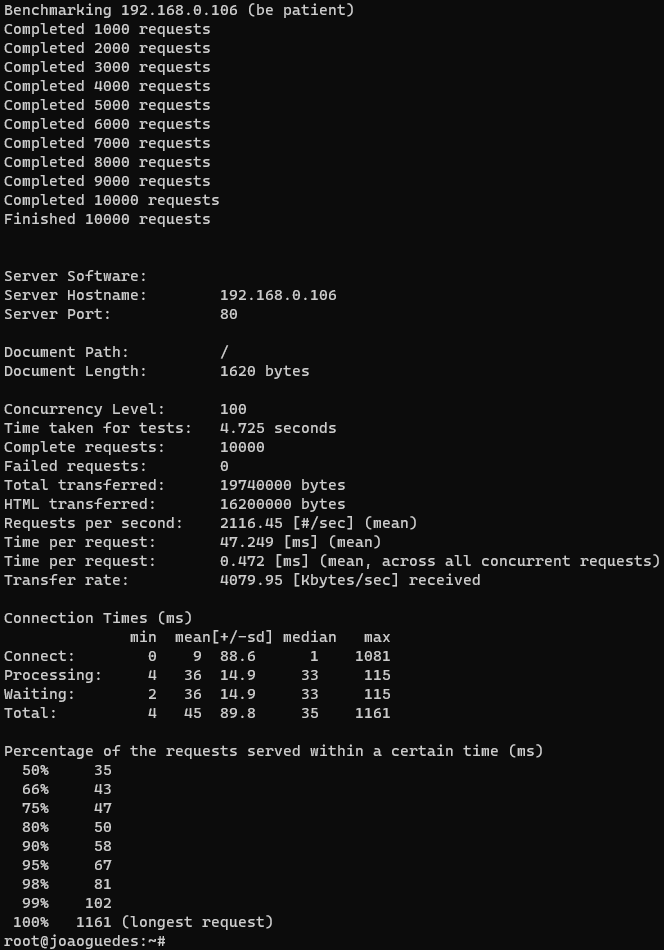 Benchmarking 192.168.0.106 (be patient)
Completed 1000 requests
Completed 2000 requests
Completed 3000 requests
Completed 4000 requests
Completed 5000 requests
Completed 6000 requests
Completed 7000 requests
Completed 8000 requests
Completed 9000 requests
Completed 10000 requests
Finished 10000 requests


Server Software:
Server Hostname:        192.168.0.106
Server Port:            80

Document Path:          /
Document Length:        1620 bytes

Concurrency Level:      100
Time taken for tests:   4.725 seconds
Complete requests:      10000
Failed requests:        0
Total transferred:      19740000 bytes
HTML transferred:       16200000 bytes
Requests per second:    2116.45 [#/sec] (mean)
Time per request:       47.249 [ms] (mean)
Time per request:       0.472 [ms] (mean, across all concurrent requests)
Transfer rate:          4079.95 [Kbytes/sec] received

Connection Times (ms)
              min  mean[+/-sd] median   max
Connect:        0    9  88.6      1    1081
Processing:     4   36  14.9     33     115
Waiting:        2   36  14.9     33     115
Total:          4   45  89.8     35    1161

Percentage of the requests served within a certain time (ms)
  50%     35
  66%     43
  75%     47
  80%     50
  90%     58
  95%     67
  98%     81
  99%    102
 100%   1161 (longest request)
root@joaoguedes:~#